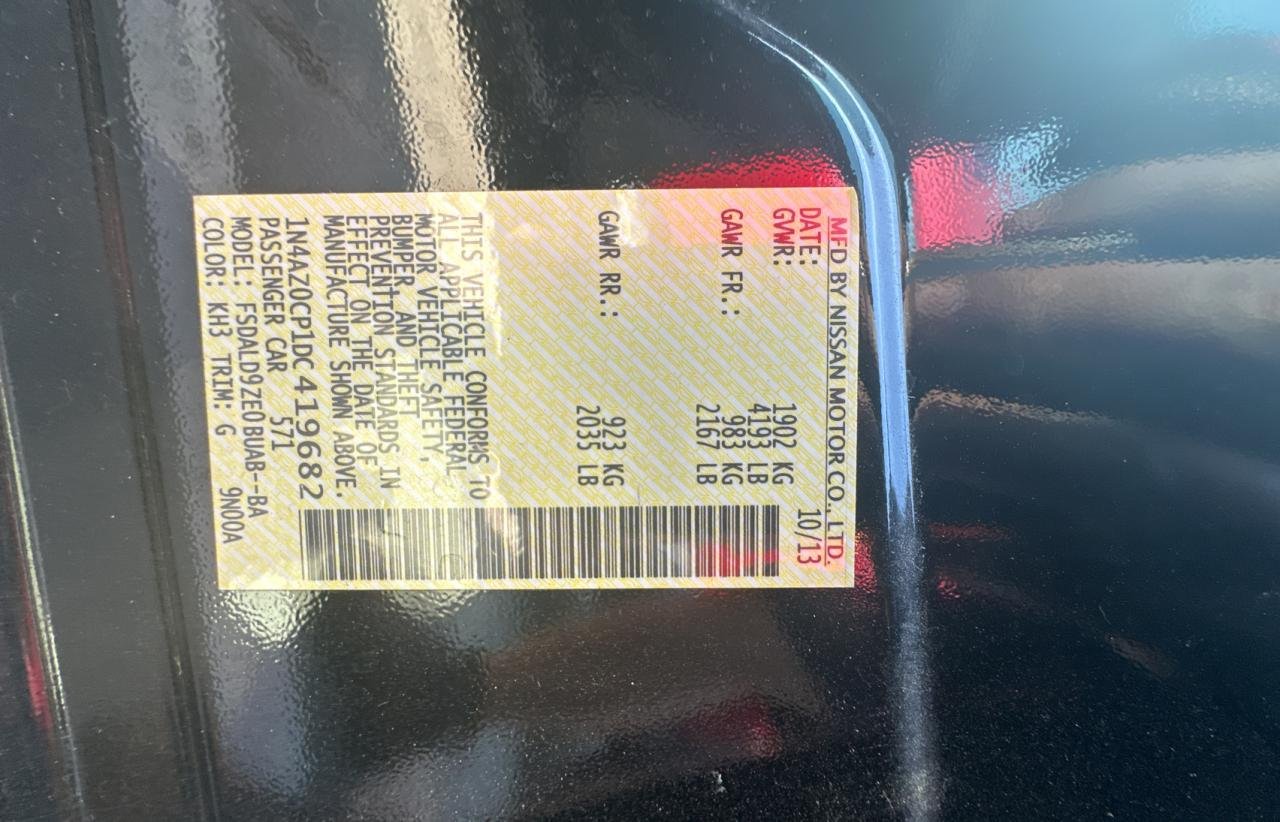 MFD BY NISSAN MOTOR CO., LTD.
DATE: 10/13
GVWR: 1902 KG
4193 LB
GAWR FR.: 983 KG
2167 LB
GAWR RR.: 923 KG
2035 LB
THIS VEHICLE CONFORMS TO
ALL APPLICABLE FEDERAL
MOTOR VEHICLE SAFETY,
BUMPER AND THEFT
PREVENTION STANDARDS IN
EFFECT ON THE DATE OF
MANUFACTURE SHOWN ABOVE.
1N4AZ0CP1DC419682
PASSENGER CAR 571
MODEL: FSDALD9ZE0BUAB--BA
COLOR: KH3 TRIM: G 9N00A